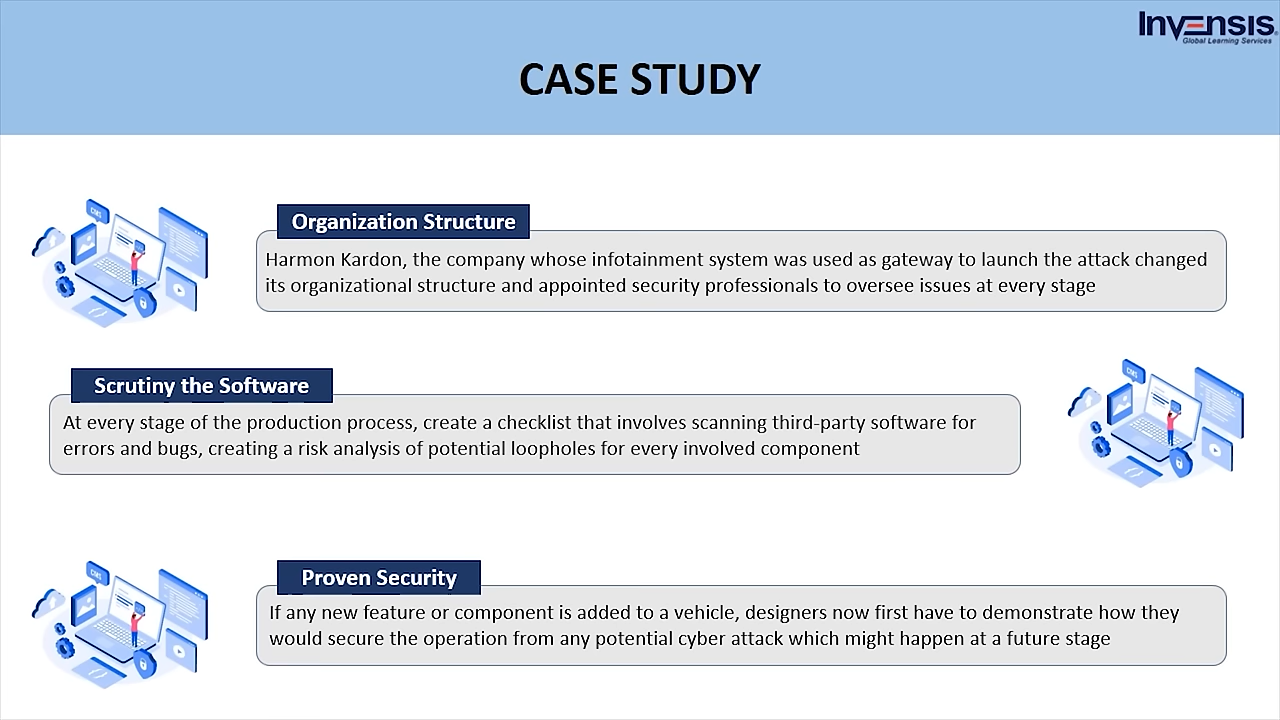 Invensis
Global Learning Services
CASE STUDY
Organization Structure
Harmon Kardon, the company whose infotainment system was used as gateway to launch the attack changed
its organizational structure and appointed security professionals to oversee issues at every stage
Scrutiny the Software
At every stage of the production process, create a checklist that involves scanning third-party software for
errors and bugs, creating a risk analysis of potential loopholes for every involved component
Proven Security
If any new feature or component is added to a vehicle, designers now first have to demonstrate how they
would secure the operation from any potential cyber attack which might happen at a future stage